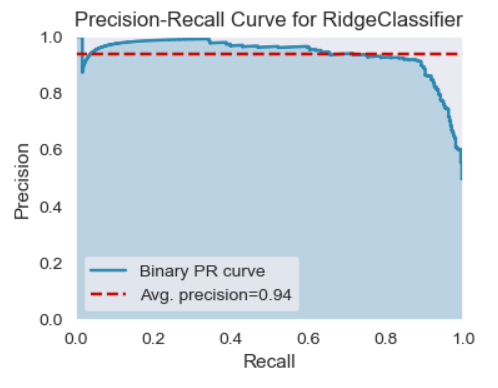 Precision-Recall Curve for RidgeClassifier
1.0
0.8
0.6
0.4
0.2
0.0
Precision
Binary PR curve
Avg. precision=0.94
0.0 0.2 0.4 0.6 0.8 1.0
Recall